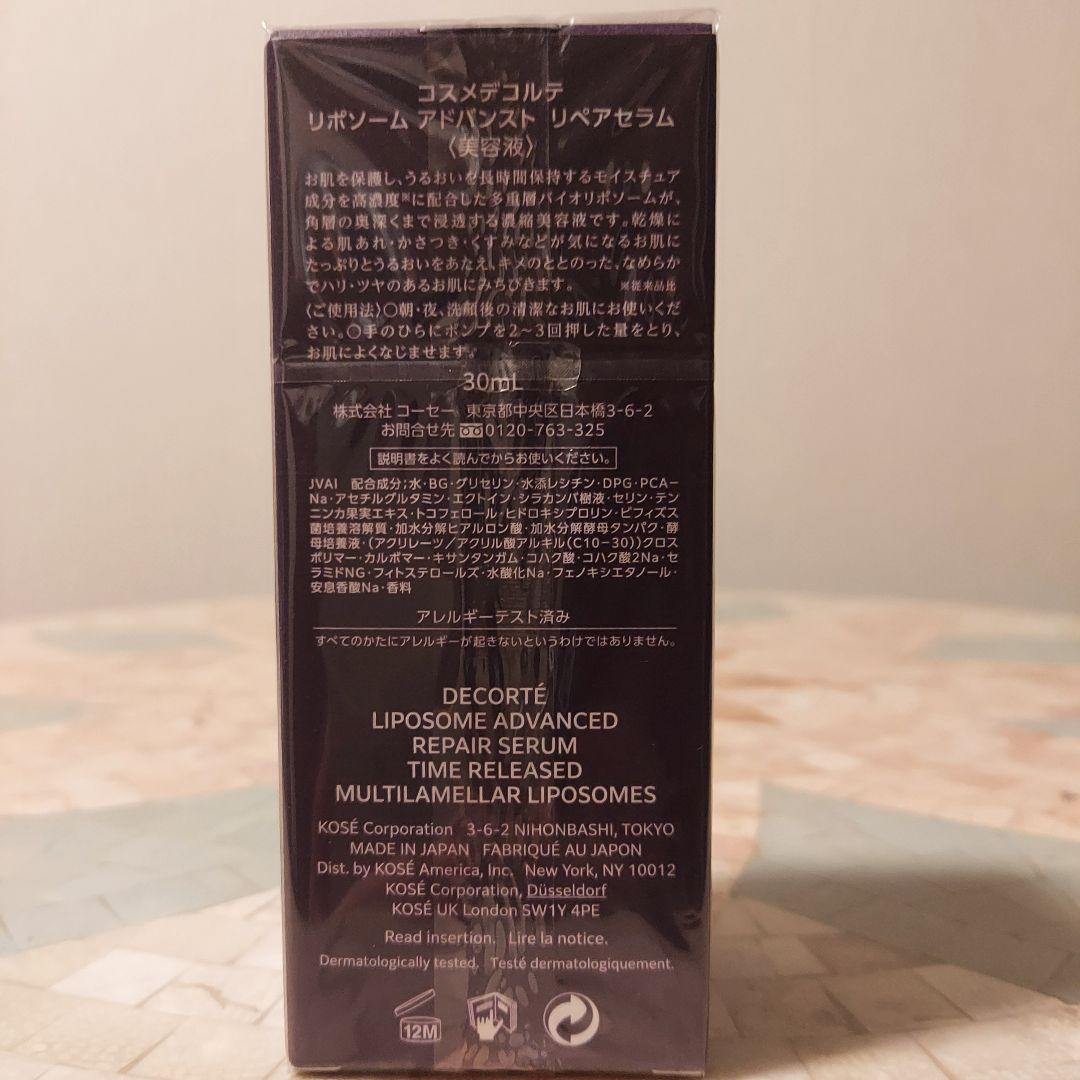 コスメデコルテ
リポソーム アドバンスト リペアセラム
〈美容液〉
お肌を保護し、うるおいを長時間保持するモイスチュア
成分を高濃度※に配合した多重層バイオリポソームが、
角層の奥深くまで浸透する濃縮美容液です。乾燥に
よる肌あれ・かさつき・くすみなどが気になるお肌に
たっぷりとうるおいをあたえ、キメのととのった、なめらか
でハリ・ツヤのあるお肌にみちびきます。 ※従来品比
〈ご使用法〉○朝・夜、洗顔後の清潔なお肌にお使いくだ
さい。○手のひらにポンプを2〜3回押した量をとり、
お肌によくなじませます。
30mL
株式会社 コーセー 東京都中央区日本橋3-6-2
お問合せ先 0120-763-325
説明書をよく読んでからお使いください。
JVAI 配合成分;水・BG・グリセリン・水添レシチン・DPG・PCA-
Na・アセチルグルタミン・エクトイン・シラカンバ樹液・セリン・テン
ニンカ果実エキス・トコフェロール・ヒドロキシプロリン・ビフィズス
菌培養溶解質・加水分解ヒアルロン酸・加水分解酵母タンパク・酵
母培養液・(アクリレーツ/アクリル酸アルキル(C10-30))クロス
ポリマー・カルボマー・キサンタンガム・コハク酸・コハク酸2Na・セ
ラミドNG・フィトステロールズ・水酸化Na・フェノキシエタノール・
安息香酸Na・香料
アレルギーテスト済み
すべてのかたにアレルギーが起きないというわけではありません。
DECORTÉ
LIPOSOME ADVANCED
REPAIR SERUM
TIME RELEASED
MULTILAMELLAR LIPOSOMES
KOSÉ Corporation 3-6-2 NIHONBASHI, TOKYO
MADE IN JAPAN FABRIQUÉ AU JAPON
Dist. by KOSÉ America, Inc. New York, NY 10012
KOSÉ Corporation, Düsseldorf
KOSÉ UK London SW1Y 4PE
Read insertion. Lire la notice.
Dermatologically tested. Testé dermatologiquement.
12M